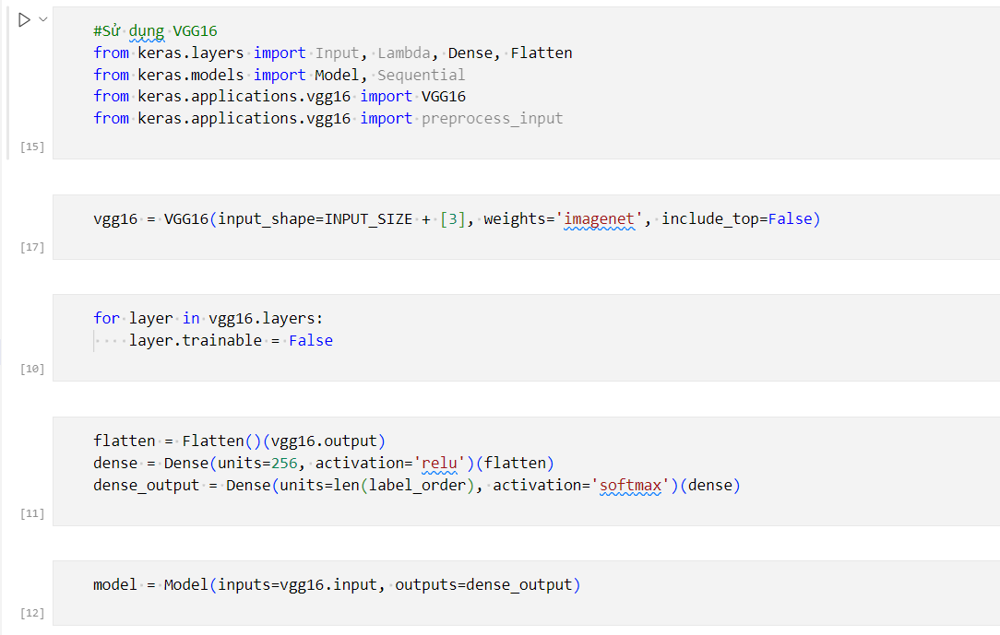 #Sử dụng VGG16
from keras.layers import Input, Lambda, Dense, Flatten
from keras.models import Model, Sequential
from keras.applications.vgg16 import VGG16
from keras.applications.vgg16 import preprocess_input
[15]
vgg16 = VGG16(input_shape=INPUT_SIZE + [3], weights='imagenet', include_top=False)
[17]
for layer in vgg16.layers:
    layer.trainable = False
[10]
flatten = Flatten()(vgg16.output)
dense = Dense(units=256, activation='relu')(flatten)
dense_output = Dense(units=len(label_order), activation='softmax')(dense)
[11]
model = Model(inputs=vgg16.input, outputs=dense_output)
[12]